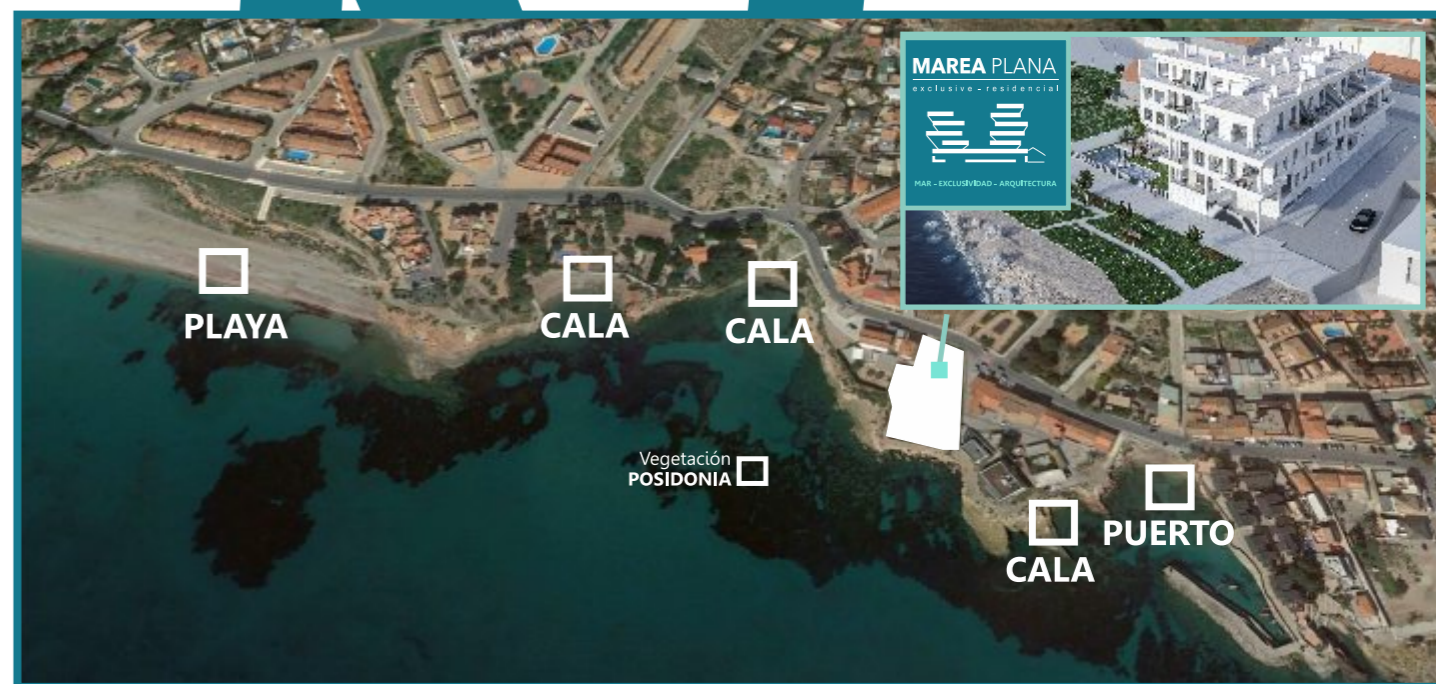 MAREA PLANA
exclusive - residencial
MAR - EXCLUSIVIDAD - ARQUITECTURA
PLAYA
CALA
CALA
Vegetación
POSIDONIA
PUERTO
CALA